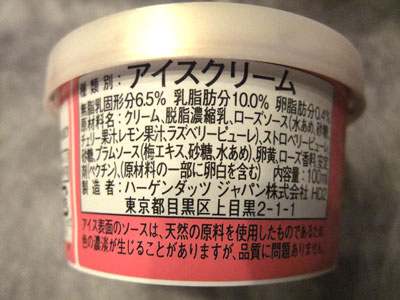 種類別：アイスクリーム
無脂乳固形分6.5% 乳脂肪分10.0% 卵脂肪分0.4%
原材料名：クリーム、脱脂濃縮乳、ローズソース(水あめ、砂糖、
チェリー果汁、レモン果汁、ラズベリーピューレ)、ストロベリーピューレ、
砂糖、プラムソース(梅エキス、砂糖、水あめ)、卵黄、ローズ香料、安定
剤(ペクチン)、(原材料の一部に卵白を含む) 内容量：100ml
製造者：ハーゲンダッツ ジャパン株式会社 HD2
東京都目黒区上目黒2-1-1
アイス表面のソースは、天然の原料を使用したものであるため、
色の濃淡が生じることがありますが、品質に問題ありません。